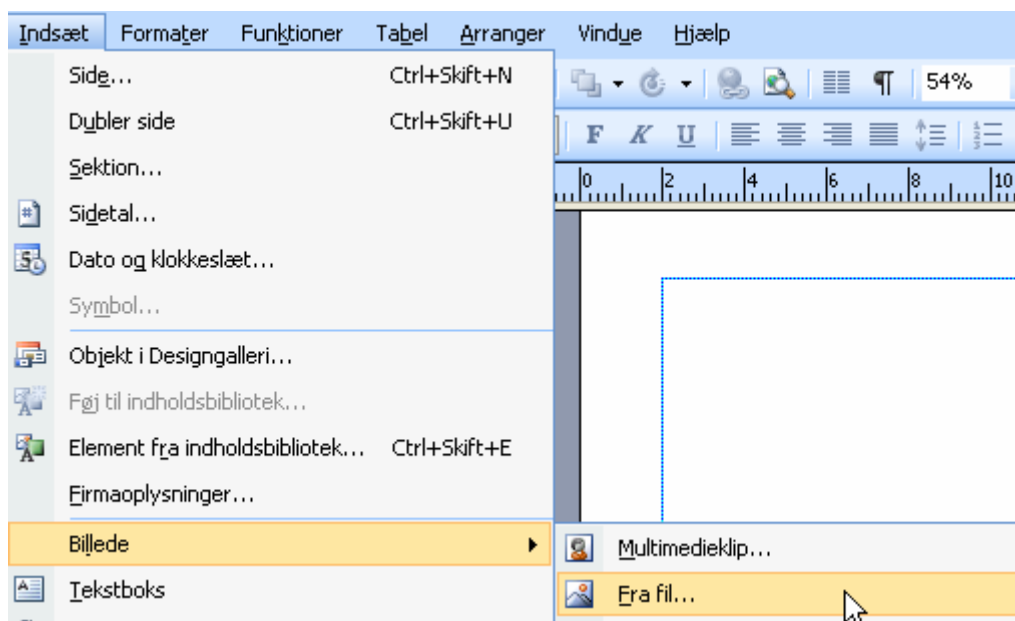 Indsæt Formater Funktioner Tabel Arranger Vindue Hjælp
Side... Ctrl+Skift+N
54%
Dubler side Ctrl+Skift+U
F K U
Sektion...
0 2 4 6 8 10
Sidetal...
Dato og klokkeslæt...
Symbol...
Objekt i Designgalleri...
Føj til indholdsbibliotek...
Element fra indholdsbibliotek... Ctrl+Skift+E
Firmaoplysninger...
Billede
Multimedieklip...
Tekstboks
Fra fil...